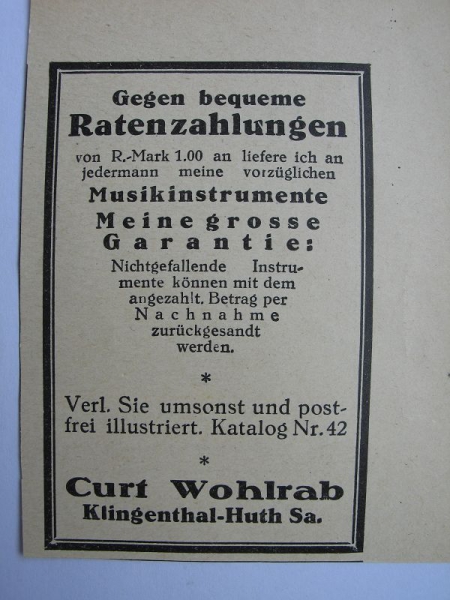 Gegen bequeme
Ratenzahlungen
von R.-Mark 1.00 an liefere ich an
jedermann meine vorzüglichen
Musikinstrumente
Meine grosse
Garantie:
Nichtgefallende Instru-
mente können mit dem
angezahlt. Betrag per
Nachnahme
zurückgesandt
werden.
*
Verl. Sie umsonst und post-
frei illustriert. Katalog Nr. 42
*
Curt Wohlrab
Klingenthal-Huth Sa.